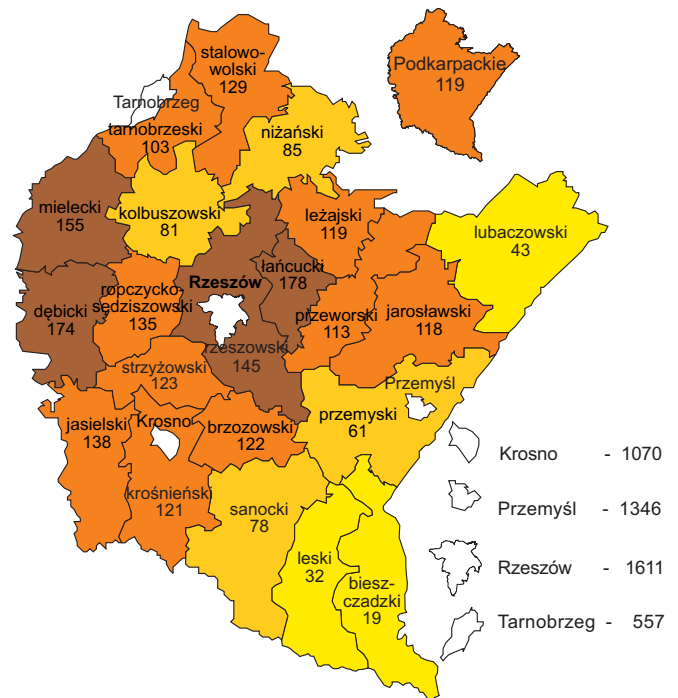 stalowo-
wolski
129
Podkarpackie
119
Tarnobrzeg
tarnobrzeski
103
niżański
85
mielecki
155
kolbuszowski
81
leżajski
119
lubaczowski
43
łańcucki
178
Rzeszów
ropczycko-
sędziszowski
135
dębicki
174
przeworski
113
jarosławski
118
rzeszowski
145
strzyżowski
123
Przemyśl
przemyski
61
jasielski
138
Krosno
brzozowski
122
krośnieński
121
sanocki
78
leski
32
biesz-
czadzki
19
Krosno - 1070
Przemyśl - 1346
Rzeszów - 1611
Tarnobrzeg - 557